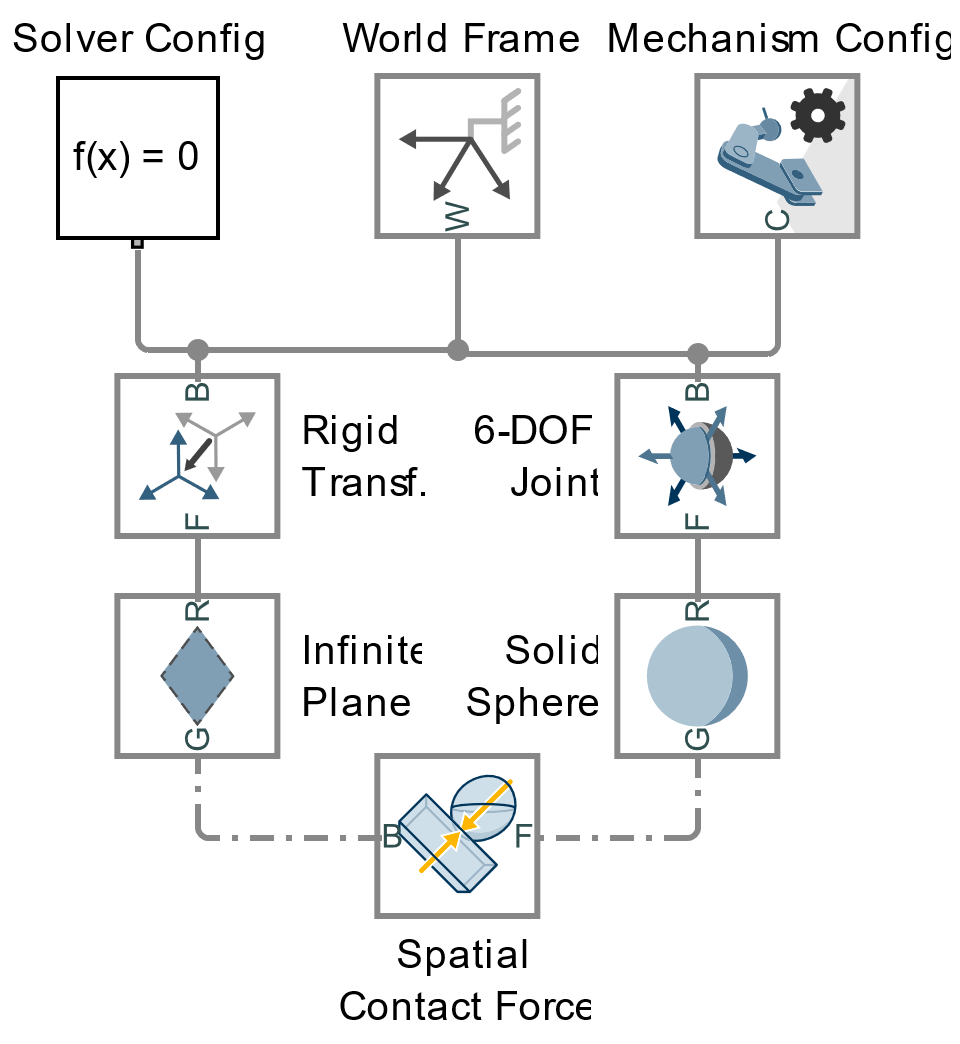 Solver Config
World Frame
Mechanism Config
f(x) = 0
W
C
B
B
Rigid
Transf.
6-DOF
Joint
F
F
R
R
Infinite
Plane
Solid
Sphere
G
G
B
F
Spatial
Contact Force